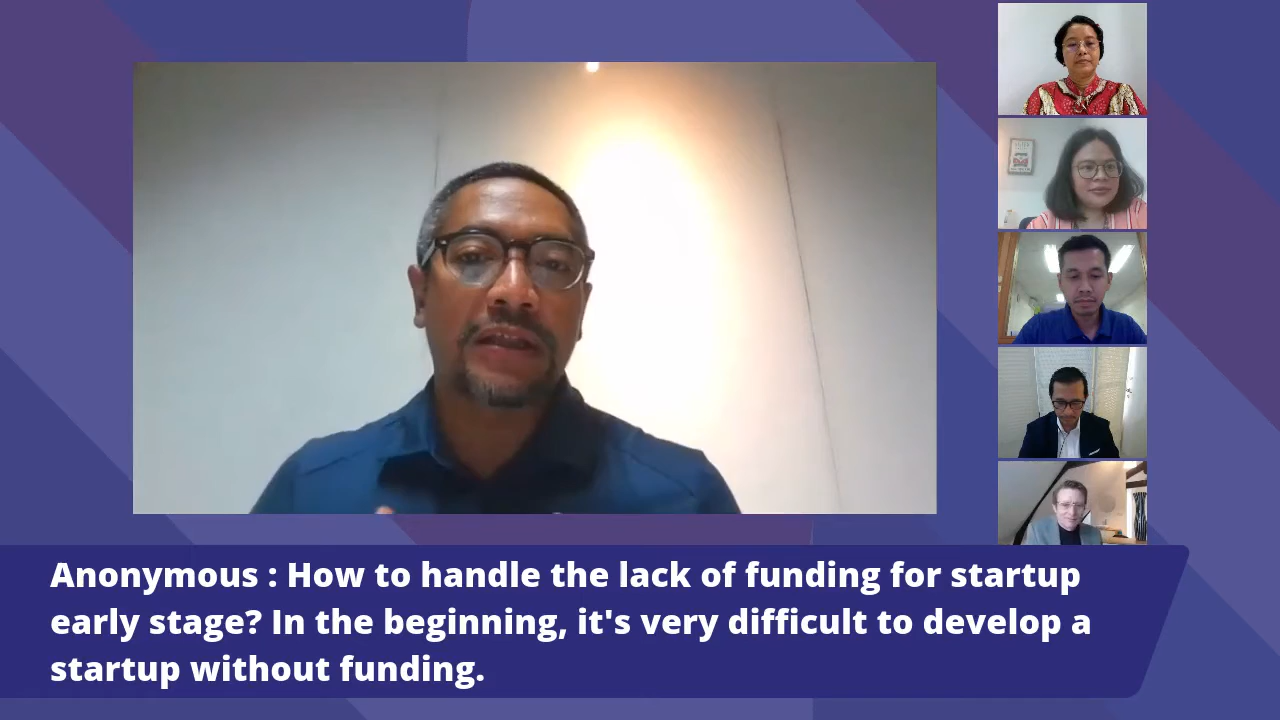 Anonymous : How to handle the lack of funding for startup
early stage? In the beginning, it's very difficult to develop a
startup without funding.